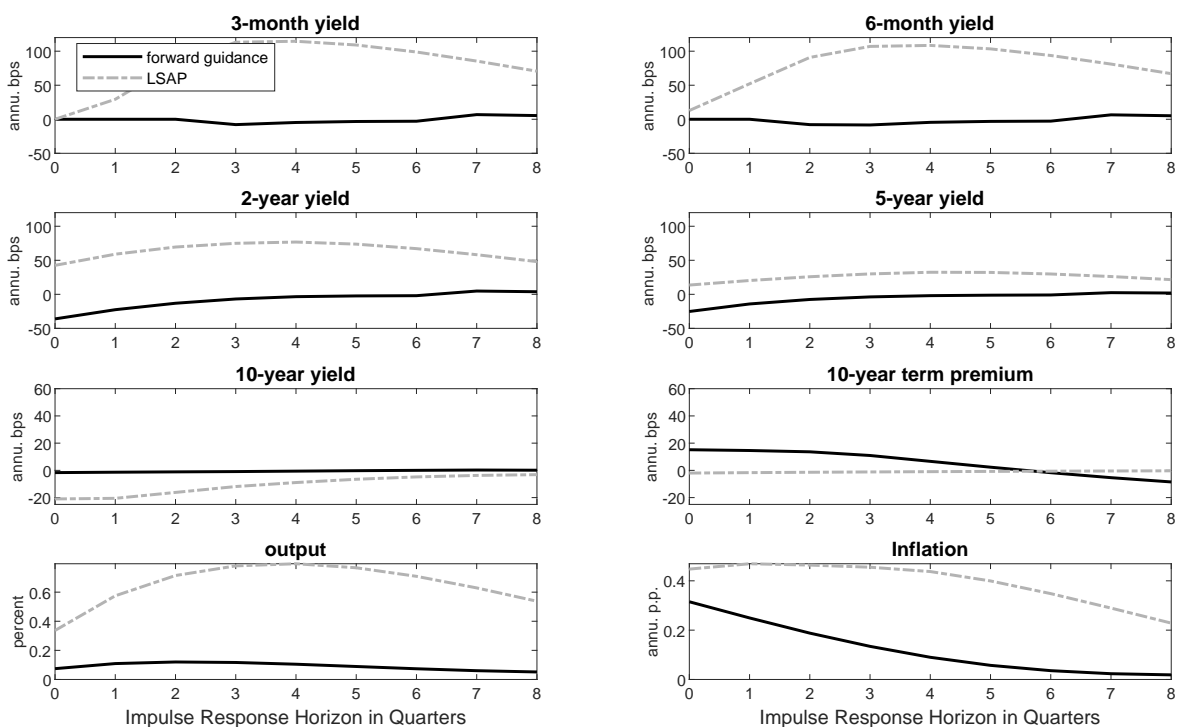 3-month yield
annu. bps
100
50
0
-50
forward guidance
LSAP
0 1 2 3 4 5 6 7 8
6-month yield
annu. bps
100
50
0
-50
0 1 2 3 4 5 6 7 8
2-year yield
annu. bps
100
50
0
-50
0 1 2 3 4 5 6 7 8
5-year yield
annu. bps
100
50
0
-50
0 1 2 3 4 5 6 7 8
10-year yield
annu. bps
60
40
20
0
-20
0 1 2 3 4 5 6 7 8
10-year term premium
annu. bps
60
40
20
0
-20
0 1 2 3 4 5 6 7 8
output
percent
0.6
0.4
0.2
0
0 1 2 3 4 5 6 7 8
Impulse Response Horizon in Quarters
Inflation
annu. p.p.
0.4
0.2
0
0 1 2 3 4 5 6 7 8
Impulse Response Horizon in Quarters